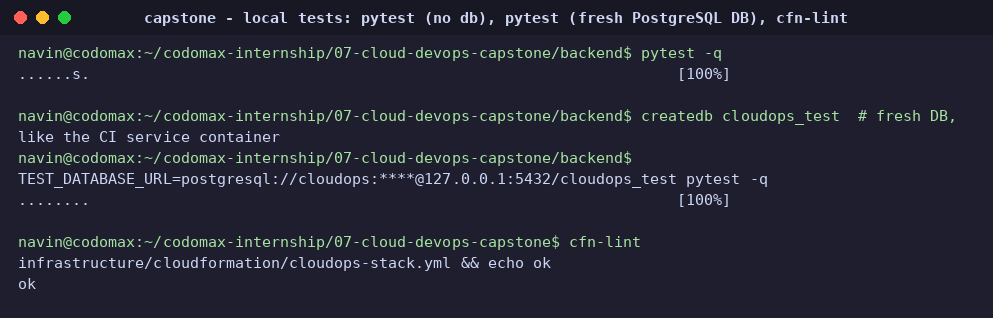 capstone - local tests: pytest (no db), pytest (fresh PostgreSQL DB), cfn-lint
navin@codomax:~/codomax-internship/07-cloud-devops-capstone/backend$ pytest -q
......s. [100%]
navin@codomax:~/codomax-internship/07-cloud-devops-capstone/backend$ createdb cloudops_test  # fresh DB,
like the CI service container
navin@codomax:~/codomax-internship/07-cloud-devops-capstone/backend$
TEST_DATABASE_URL=postgresql://cloudops:****@127.0.0.1:5432/cloudops_test pytest -q
........ [100%]
navin@codomax:~/codomax-internship/07-cloud-devops-capstone$ cfn-lint
infrastructure/cloudformation/cloudops-stack.yml && echo ok
ok